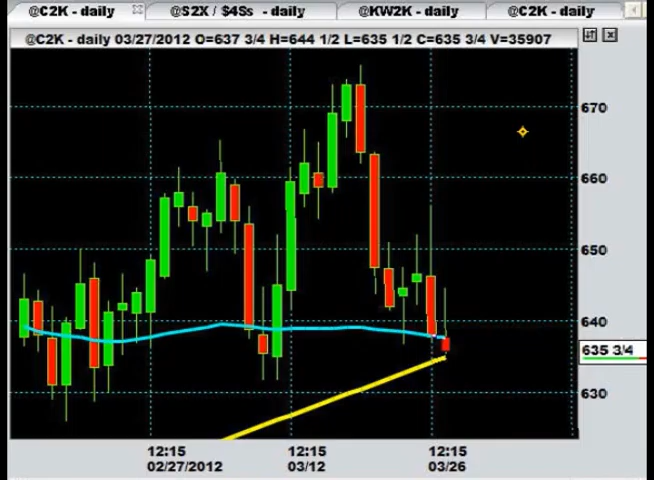 @C2K - daily @S2X / $4Ss - daily @KW2K - daily @C2K - daily
@C2K - daily 03/27/2012 O=637 3/4 H=644 1/2 L=635 1/2 C=635 3/4 V=35907
670
660
650
640
635 3/4
630
12:15 12:15 12:15
02/27/2012 03/12 03/26